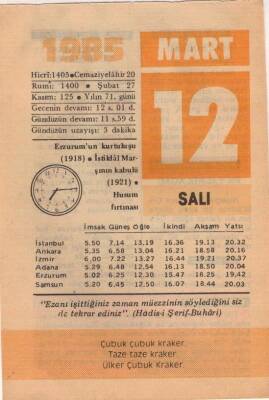 1985
MART
12
SALI
Hicrî:1405•Cemaziyelâhir 20
Rumî: 1400 • Şubat 27
Kasım: 125 • Yılın 71. günü
Gecenin devamı: 12 s. 01 d.
Gündüzün devamı: 11 s.59 d.
Gündüzün uzayışı: 3 dakika
Erzurum'un kurtuluşu
(1918) • İstiklâl Mar-
şının kabulü
(1921) •
Husum
fırtınası
İmsak Güneş Öğle İkindi Akşam Yatsı
İstanbul 5.50 7.14 13.19 16.36 19.13 20.32
Ankara 5.35 6.58 13.04 16.21 18.58 20.16
İzmir 6.00 7.22 13.27 16.44 19.21 20.37
Adana 5.29 6.48 12.54 16.13 18.50 20.04
Erzurum 5.02 6.25 12.30 15.47 18.25 19.42
Samsun 5.20 6.45 12.50 16.07 18.44 20.03
"Ezanı işittiğiniz zaman müezzinin söylediğini siz
de tekrar ediniz". (Hadis-i Şerif-Buhârî)
Çubuk çubuk kraker.
Taze taze kraker.
Ülker Çubuk Kraker.